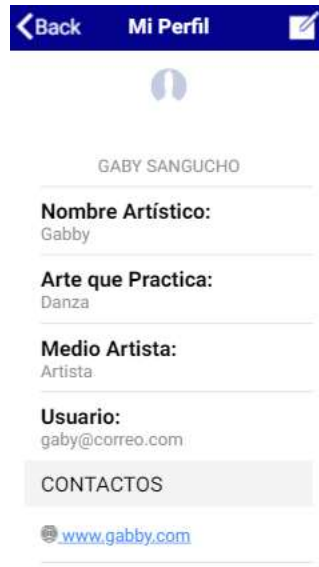 Back Mi Perfil
GABY SANGUCHO
Nombre Artístico:
Gabby
Arte que Practica:
Danza
Medio Artista:
Artista
Usuario:
gaby@correo.com
CONTACTOS
www.gabby.com